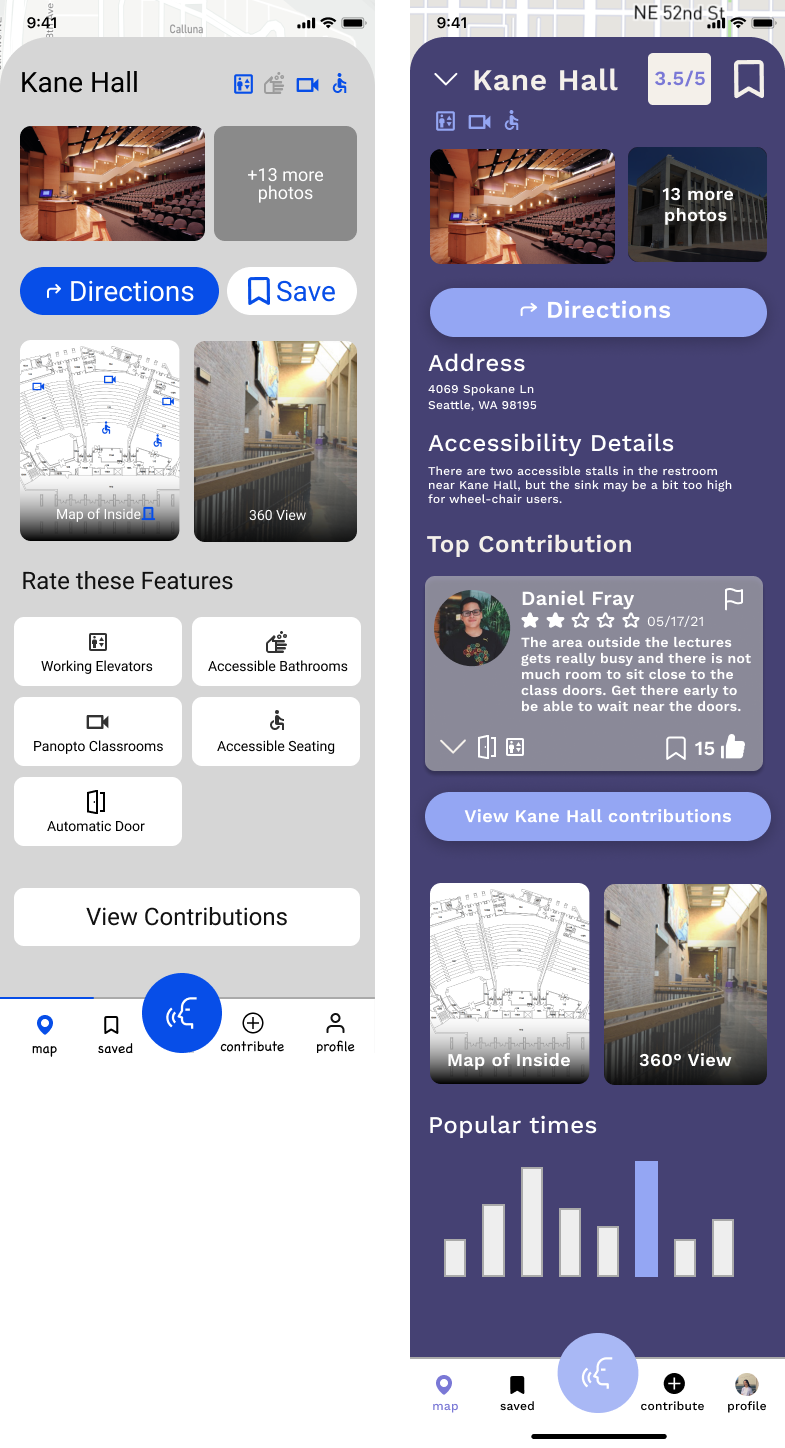 9:41
Calluna
Kane Hall
+13 more
photos
Directions
Save
Map of Inside
360 View
Rate these Features
Working Elevators
Accessible Bathrooms
Panopto Classrooms
Accessible Seating
Automatic Door
View Contributions
map
saved
contribute
profile
NE 52nd St
9:41
Kane Hall
3.5/5
13 more
photos
Directions
Address
4069 Spokane Ln
Seattle, WA 98195
Accessibility Details
There are two accessible stalls in the restroom
near Kane Hall, but the sink may be a bit too high
for wheel-chair users.
Top Contribution
Daniel Fray
05/17/21
The area outside the lectures
gets really busy and there is not
much room to sit close to the
class doors. Get there early to
be able to wait near the doors.
15
View Kane Hall contributions
Map of Inside
360° View
Popular times
map
saved
contribute
profile